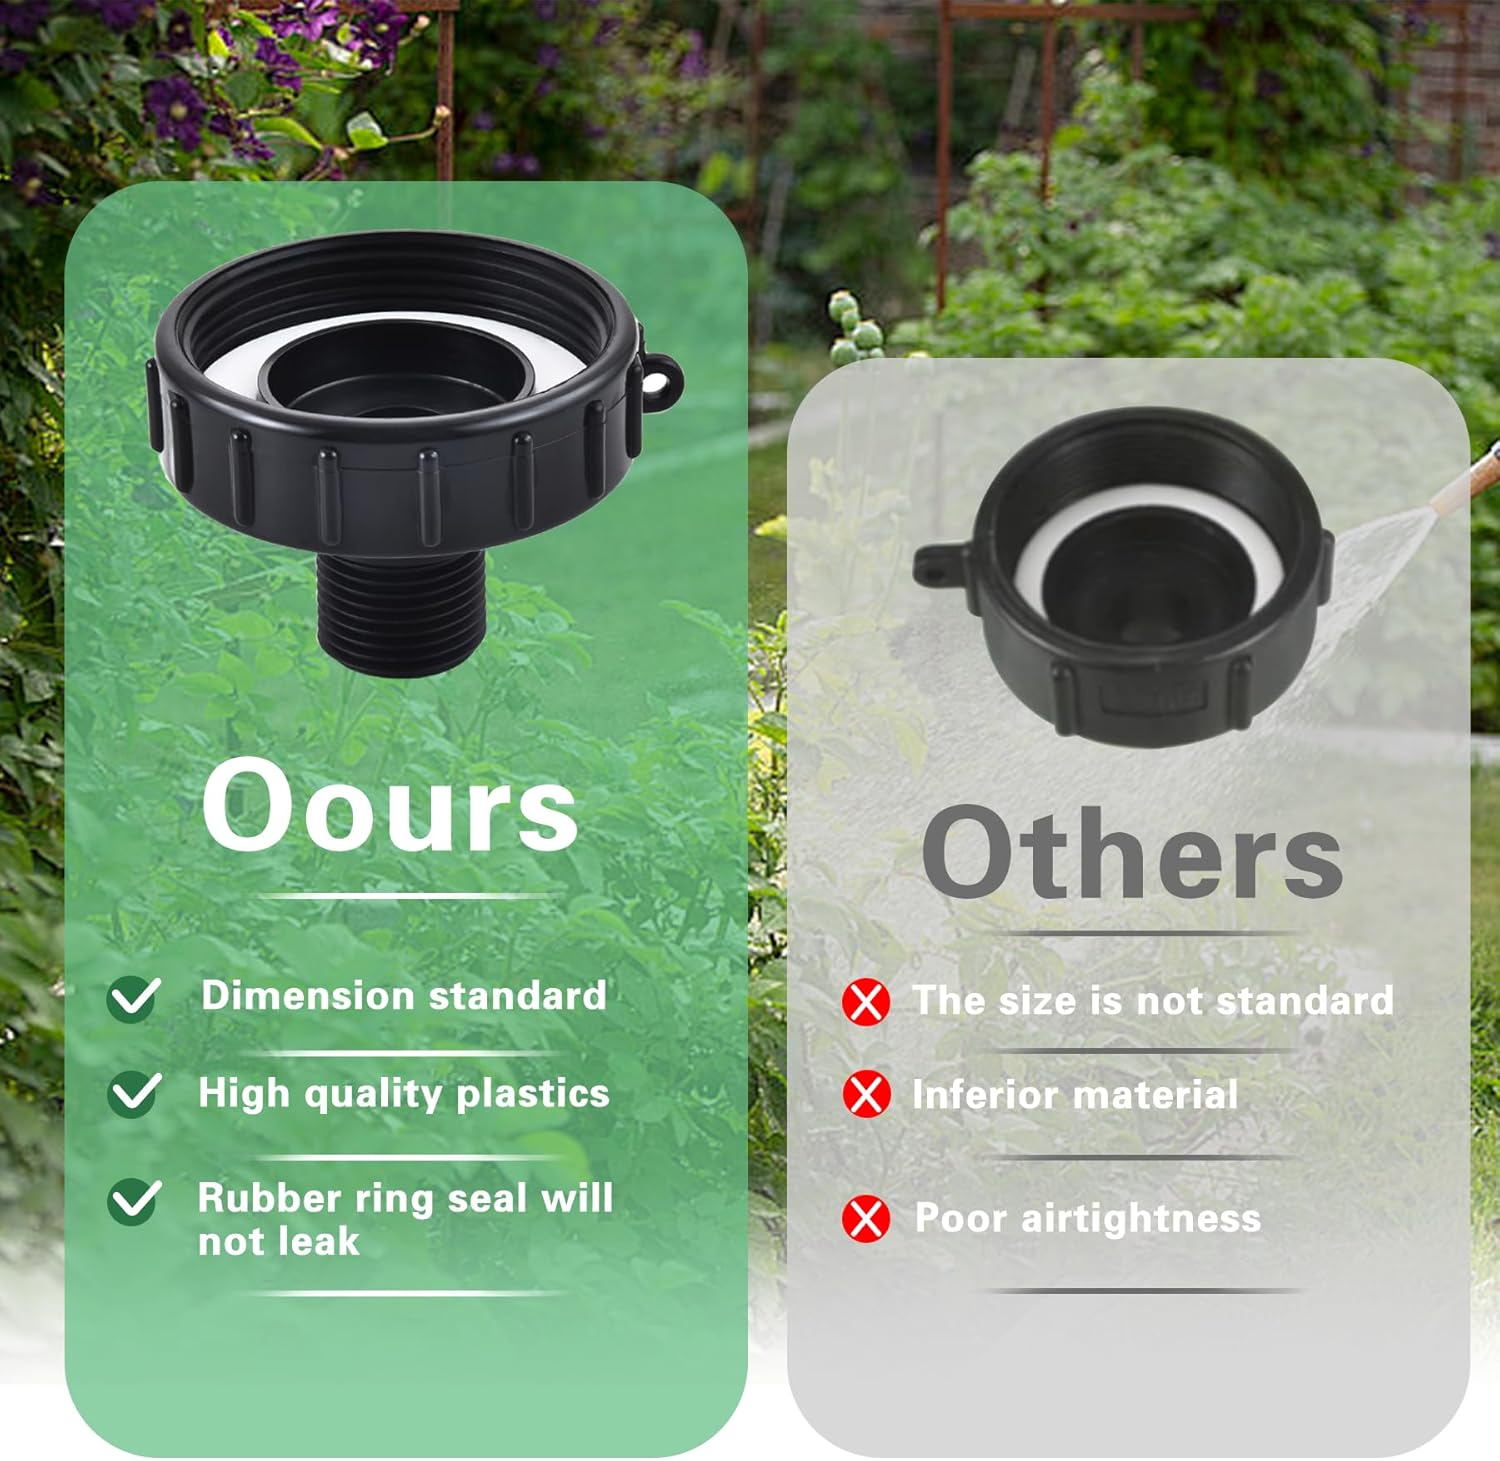 Oours
Dimension standard
High quality plastics
Rubber ring seal will
not leak
Others
The size is not standard
Inferior material
Poor airtightness